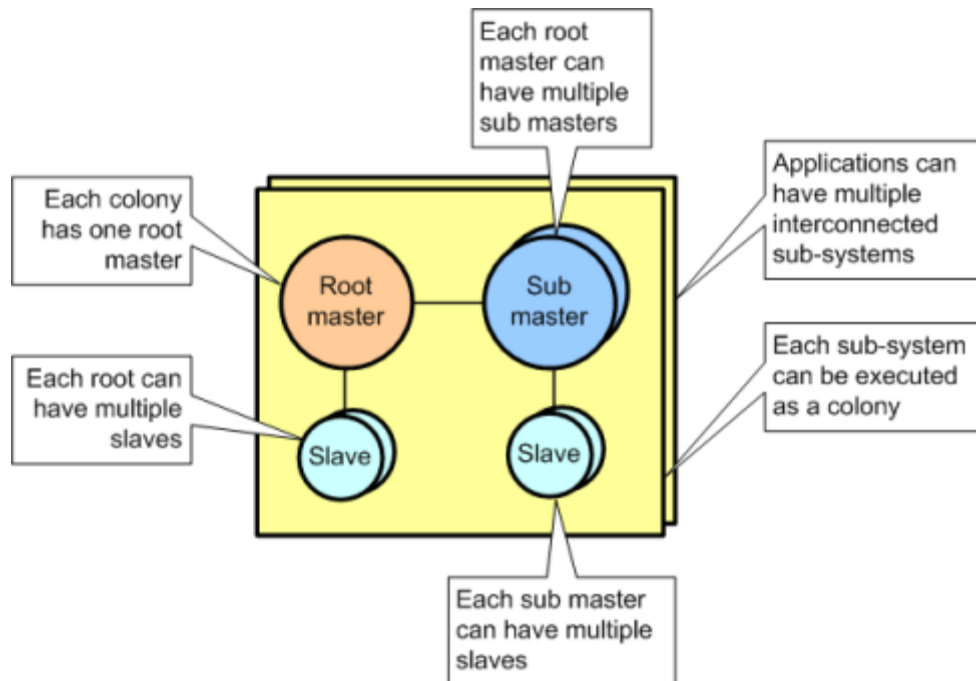 Each root
master can
have multiple
sub masters
Each colony
has one root
master
Applications can
have multiple
interconnected
sub-systems
Root
master
Sub
master
Each root can
have multiple
slaves
Each sub-system
can be executed
as a colony
Slave
Slave
Each sub master
can have multiple
slaves